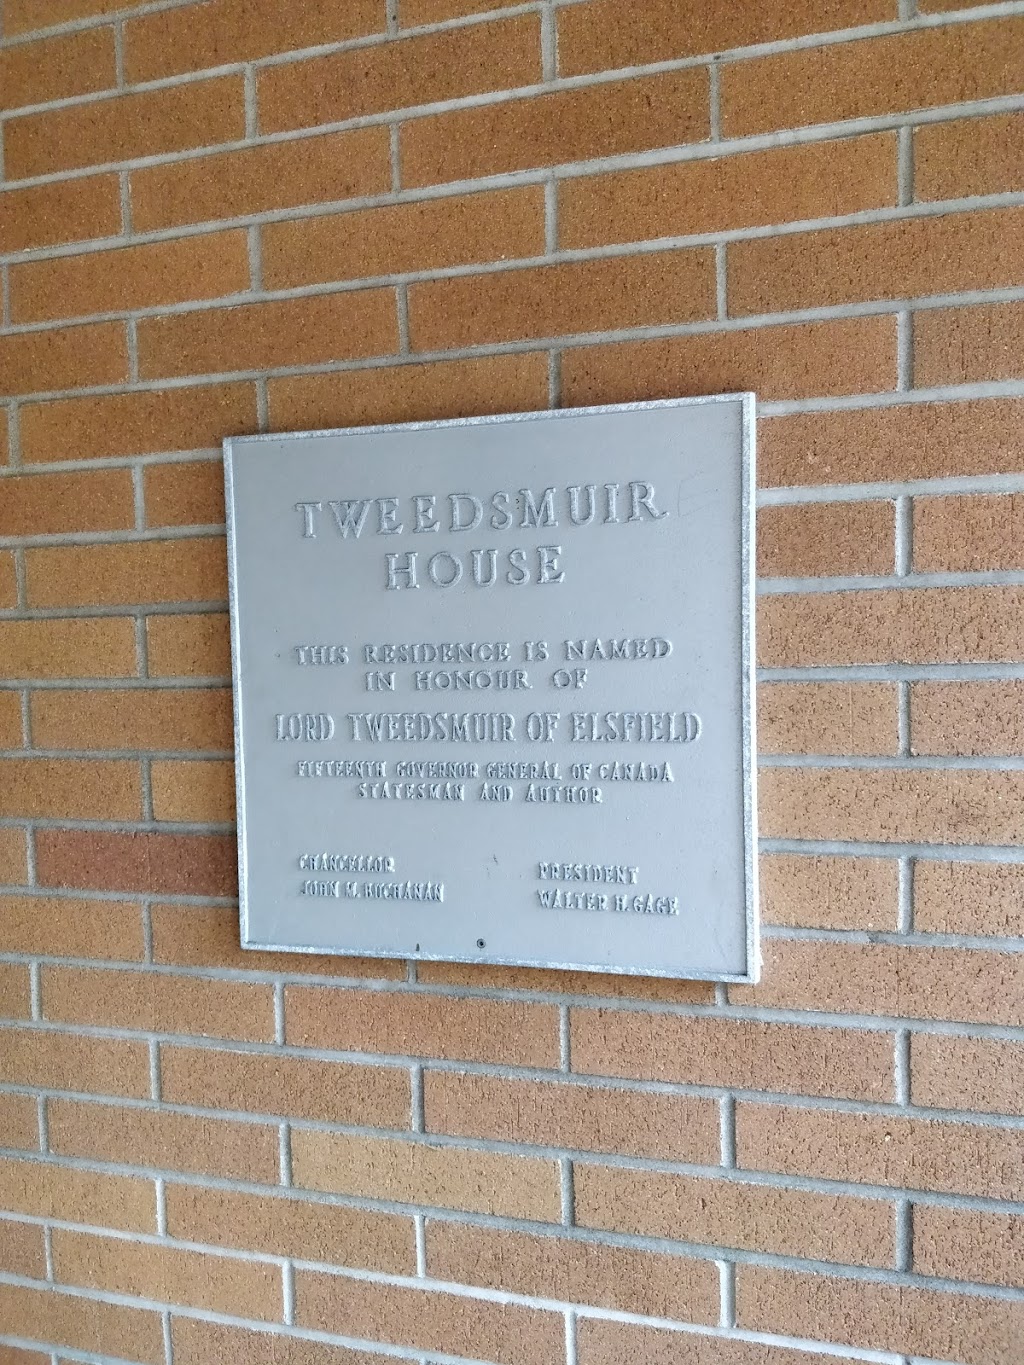 TWEEDSMUIR
HOUSE
THIS RESIDENCE IS NAMED
IN HONOUR OF
LORD TWEEDSMUIR OF ELSFIELD
FIFTEENTH GOVERNOR GENERAL OF CANADA
STATESMAN AND AUTHOR
CHANCELLOR
JOHN M. BUCHANAN
PRESIDENT
WALTER H. GAGE